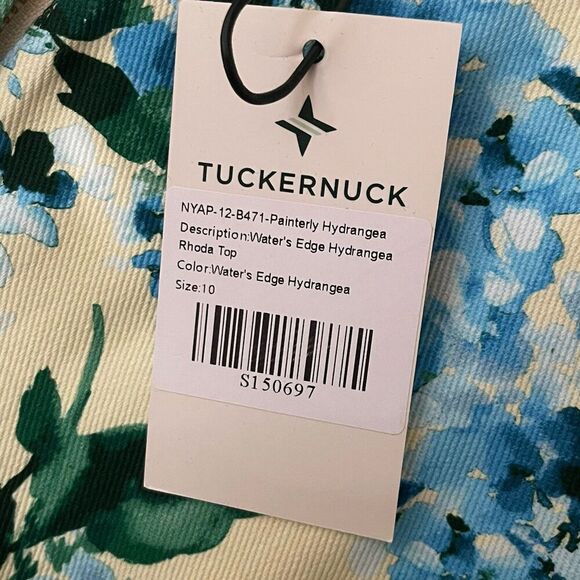 TUCKERNUCK
NYAP-12-B471-Painterly Hydrangea
Description:Water's Edge Hydrangea
Rhoda Top
Color:Water's Edge Hydrangea
Size:10
S150697